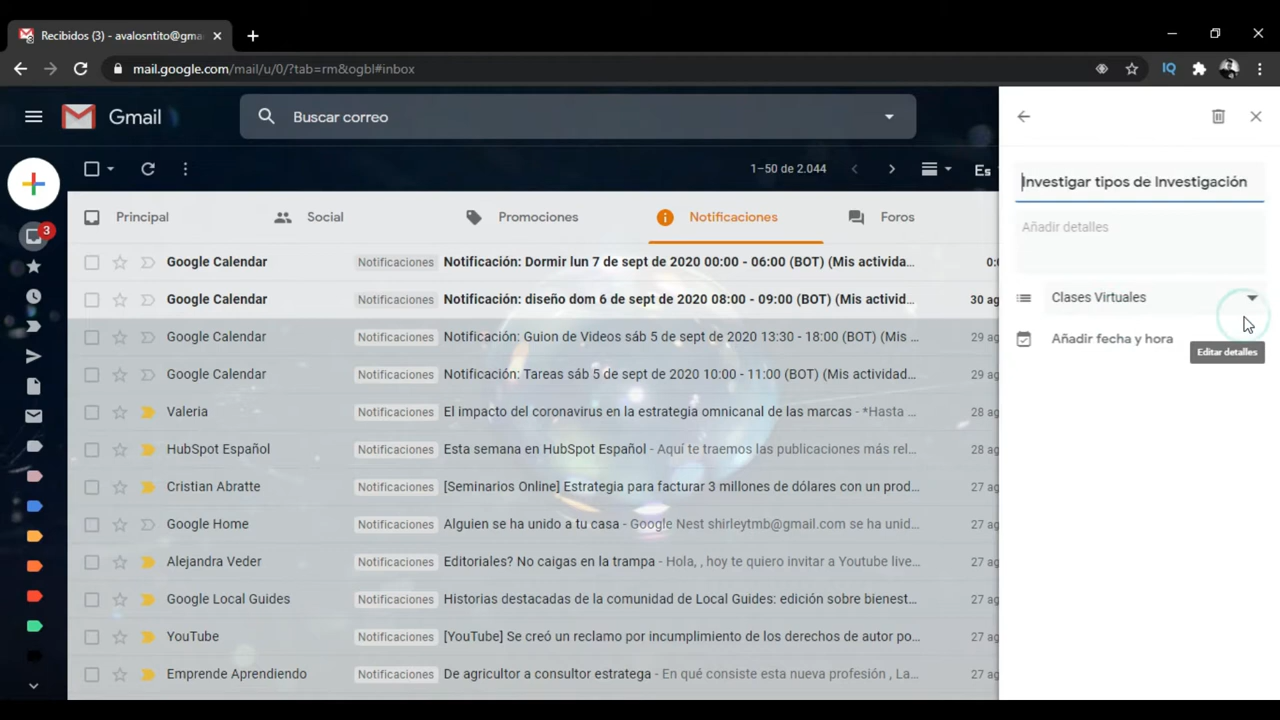 Recibidos (3) - avalosntito@gma
mail.google.com/mail/u/0/?tab=rm&ogbl#inbox
IQ
Gmail
Buscar correo
1–50 de 2.044
Es
3
Principal
Social
Promociones
Notificaciones
Foros
Google Calendar Notificaciones Notificación: Dormir lun 7 de sept de 2020 00:00 - 06:00 (BOT) (Mis activida... 0:
Google Calendar Notificaciones Notificación: diseño dom 6 de sept de 2020 08:00 - 09:00 (BOT) (Mis activid... 30 ag
Google Calendar Notificaciones Notificación: Guion de Videos sáb 5 de sept de 2020 13:30 - 18:00 (BOT) (Mis ... 29 ag
Google Calendar Notificaciones Notificación: Tareas sáb 5 de sept de 2020 10:00 - 11:00 (BOT) (Mis actividad... 29 ag
Valeria Notificaciones El impacto del coronavirus en la estrategia omnicanal de las marcas - *Hasta ... 28 ag
HubSpot Español Notificaciones Esta semana en HubSpot Español - Aquí te traemos las publicaciones más rel... 28 ag
Cristian Abratte Notificaciones [Seminarios Online] Estrategia para facturar 3 millones de dólares con un prod... 27 ag
Google Home Notificaciones Alguien se ha unido a tu casa - Google Nest shirleytmb@gmail.com se ha unid... 27 ag
Alejandra Veder Notificaciones Editoriales? No caigas en la trampa - Hola, , hoy te quiero invitar a Youtube live... 27 ag
Google Local Guides Notificaciones Historias destacadas de la comunidad de Local Guides: edición sobre bienest... 27 ag
YouTube Notificaciones [YouTube] Se creó un reclamo por incumplimiento de los derechos de autor po... 27 ag
Emprende Aprendiendo Notificaciones De agricultor a consultor estratega - En qué consiste esta nueva profesión , La... 27 ag
Investigar tipos de Investigación
Añadir detalles
Clases Virtuales
Añadir fecha y hora
Editar detalles